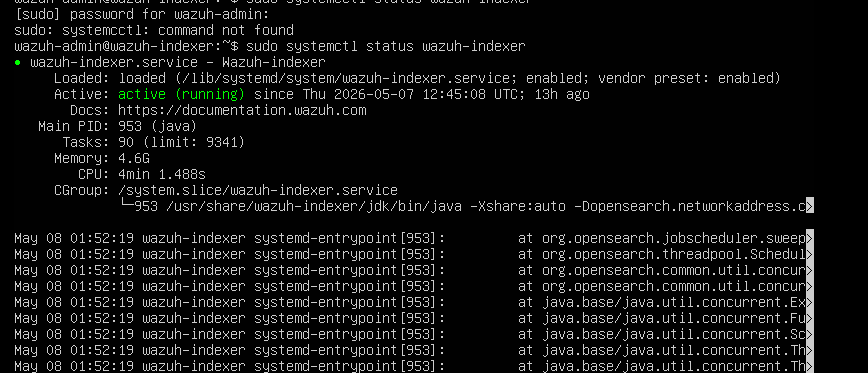 [sudo] password for wazuh-admin:
sudo: systemcctl: command not found
wazuh-admin@wazuh-indexer:~$ sudo systemctl status wazuh-indexer
● wazuh-indexer.service - Wazuh-indexer
Loaded: loaded (/lib/systemd/system/wazuh-indexer.service; enabled; vendor preset: enabled)
Active: active (running) since Thu 2026-05-07 12:45:08 UTC; 13h ago
Docs: https://documentation.wazuh.com
Main PID: 953 (java)
Tasks: 90 (limit: 9341)
Memory: 4.6G
CPU: 4min 1.488s
CGroup: /system.slice/wazuh-indexer.service
└─953 /usr/share/wazuh-indexer/jdk/bin/java -Xshare:auto -Dopensearch.networkaddress.c>
May 08 01:52:19 wazuh-indexer systemd-entrypoint[953]: at org.opensearch.jobscheduler.sweep>
May 08 01:52:19 wazuh-indexer systemd-entrypoint[953]: at org.opensearch.threadpool.Schedul>
May 08 01:52:19 wazuh-indexer systemd-entrypoint[953]: at org.opensearch.common.util.concur>
May 08 01:52:19 wazuh-indexer systemd-entrypoint[953]: at org.opensearch.common.util.concur>
May 08 01:52:19 wazuh-indexer systemd-entrypoint[953]: at java.base/java.util.concurrent.Ex>
May 08 01:52:19 wazuh-indexer systemd-entrypoint[953]: at java.base/java.util.concurrent.Fu>
May 08 01:52:19 wazuh-indexer systemd-entrypoint[953]: at java.base/java.util.concurrent.Sc>
May 08 01:52:19 wazuh-indexer systemd-entrypoint[953]: at java.base/java.util.concurrent.Th>
May 08 01:52:19 wazuh-indexer systemd-entrypoint[953]: at java.base/java.util.concurrent.Th>